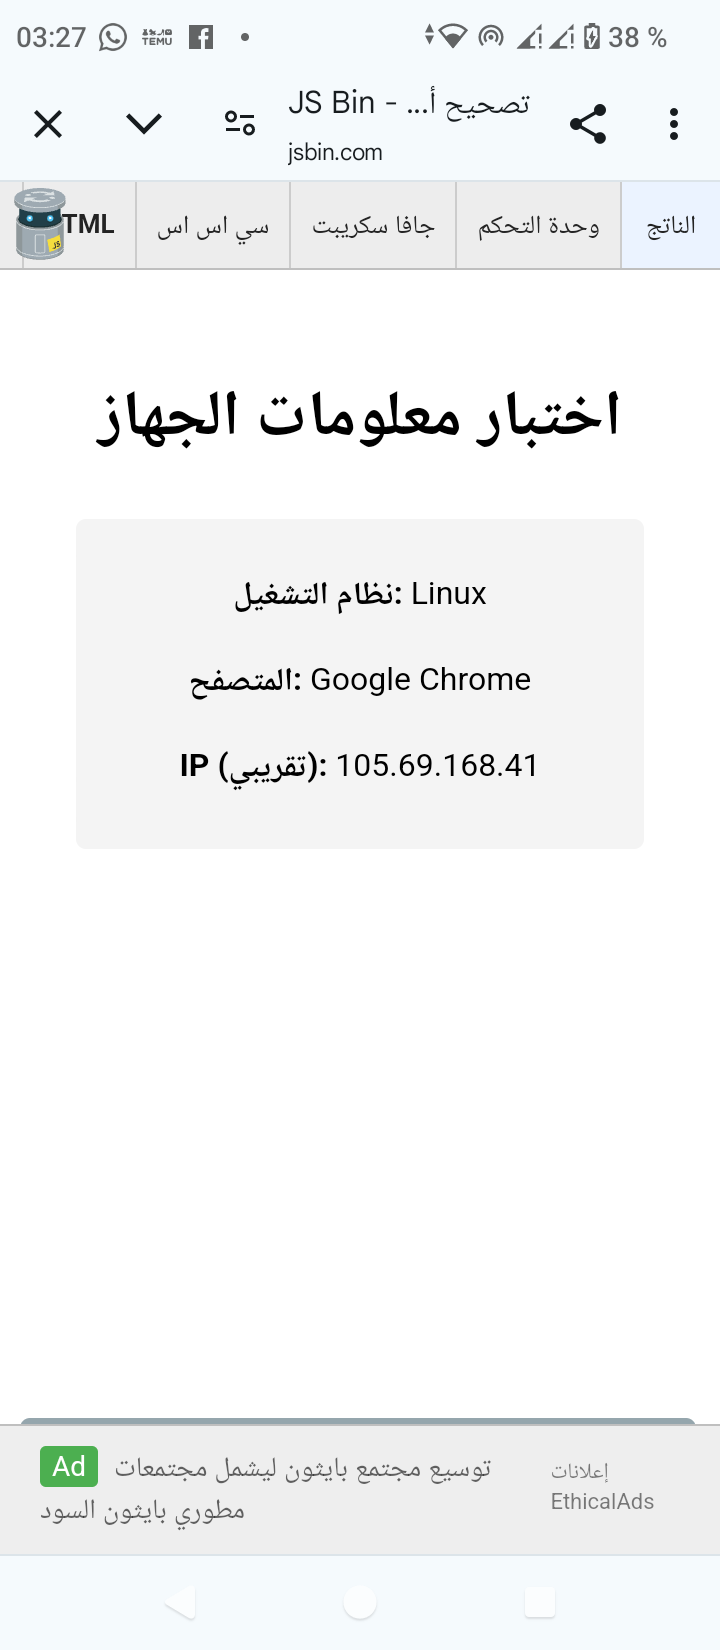 03:27 TEMU 38 %
JS Bin - ...تصحيح أ
jsbin.com
TML سي اس اس جافا سكريبت وحدة التحكم الناتج
اختبار معلومات الجهاز
نظام التشغيل: Linux
المتصفح: Google Chrome
IP (تقريبي): 105.69.168.41
Ad توسيع مجتمع بايثون ليشمل مجتمعات
مطوري بايثون السود
إعلانات
EthicalAds